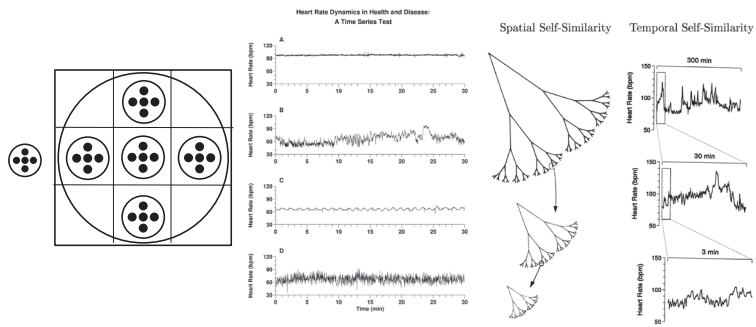 Heart Rate Dynamics in Health and Disease:
A Time Series Test
A
Heart Rate (bpm)
120
90
60
30
0 5 10 15 20 25 30
B
Heart Rate (bpm)
120
90
60
30
0 5 10 15 20 25 30
C
Heart Rate (bpm)
120
90
60
30
0 5 10 15 20 25 30
D
Heart Rate (bpm)
120
90
60
30
0 5 10 15 20 25 30
Time (min)
Spatial Self-Similarity
Temporal Self-Similarity
300 min
Heart Rate (bpm)
150
100
50
30 min
Heart Rate (bpm)
150
100
50
3 min
Heart Rate (bpm)
150
100
50